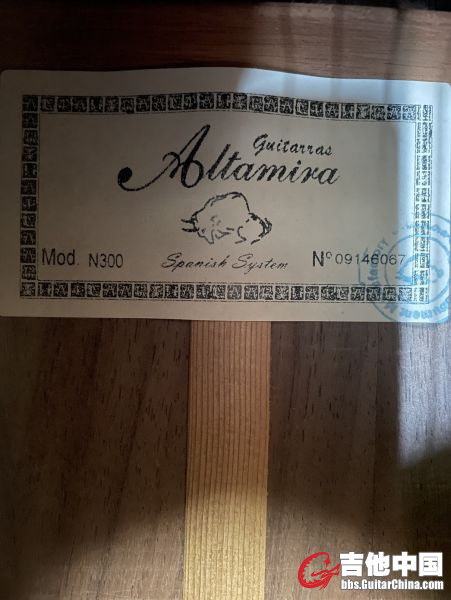 Guitarras
Altamira
Mod. N300
Spanish System
Nº 09146067
吉他中国
bbs.GuitarChina.com